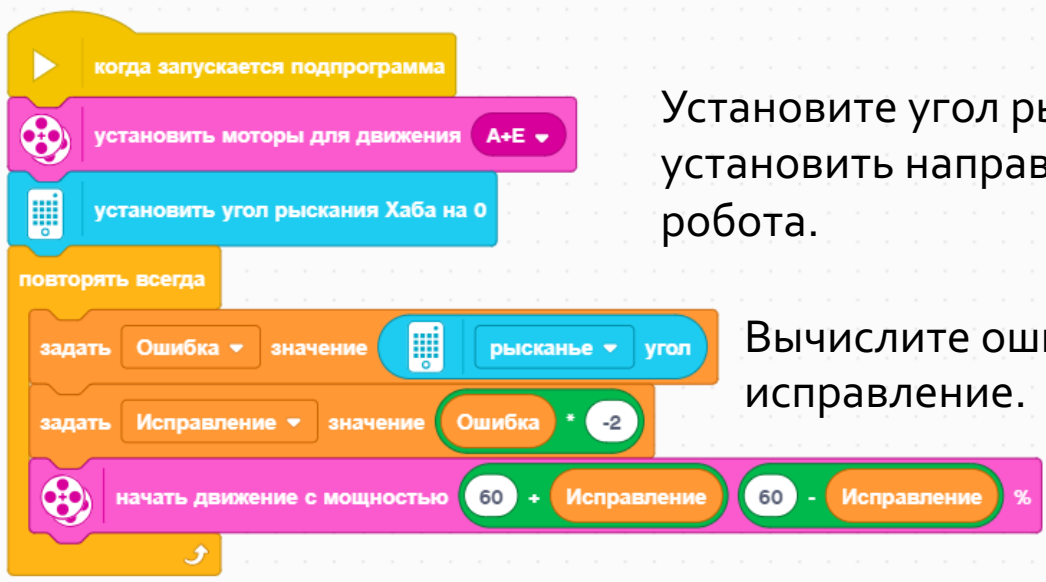 когда запускается подпрограмма
установить моторы для движения A+E
установить угол рыскания Хаба на 0
повторять всегда
задать Ошибка значение рысканье угол
задать Исправление значение Ошибка * -2
начать движение с мощностью 60 + Исправление 60 - Исправление %
Установите угол
установить
робота.
Вычислите
исправление.